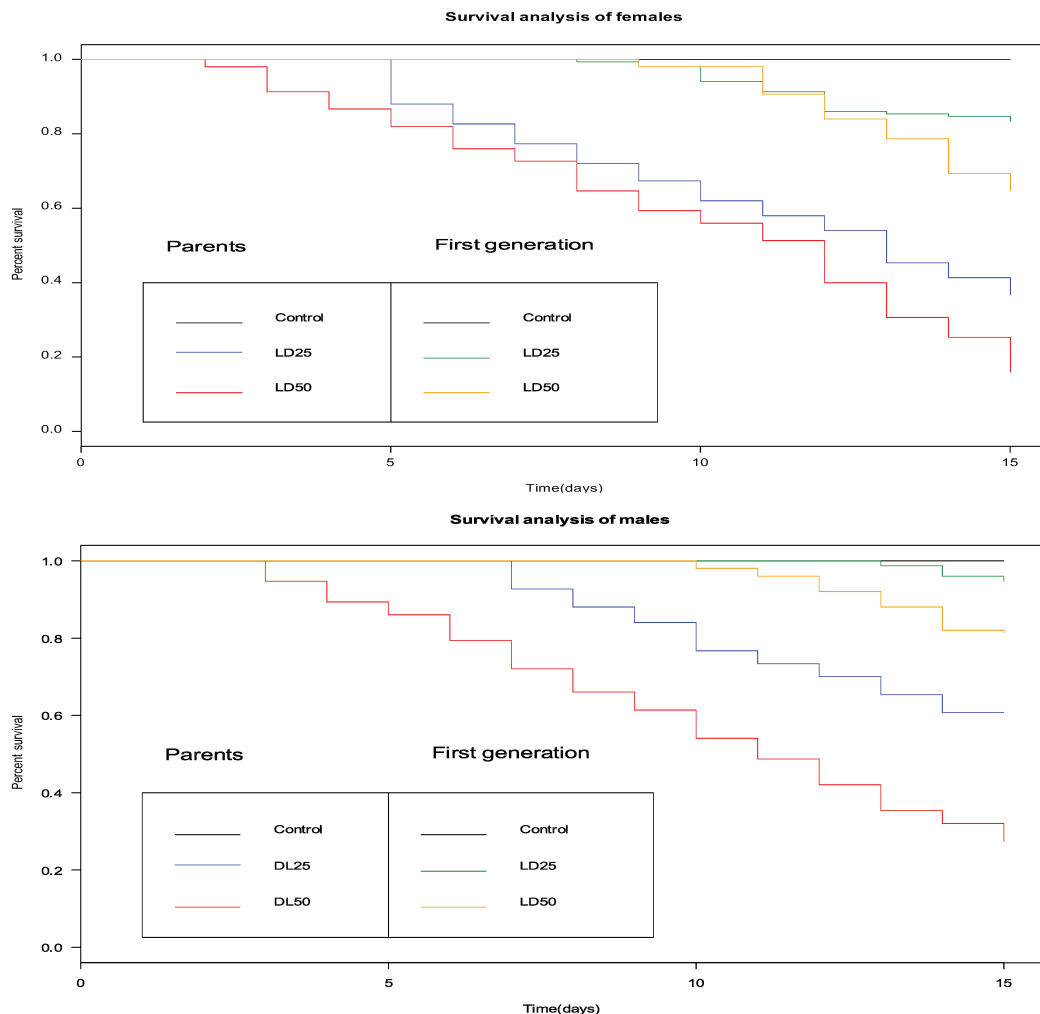 Survival analysis of females
Percent survival
1.0
0.8
0.6
0.4
0.2
0.0
Parents First generation
Control Control
LD25 LD25
LD50 LD50
0 5 10 15
Time(days)
Survival analysis of males
Percent survival
1.0
0.8
0.6
0.4
0.2
0.0
Parents First generation
Control Control
DL25 LD25
DL50 LD50
0 5 10 15
Time(days)